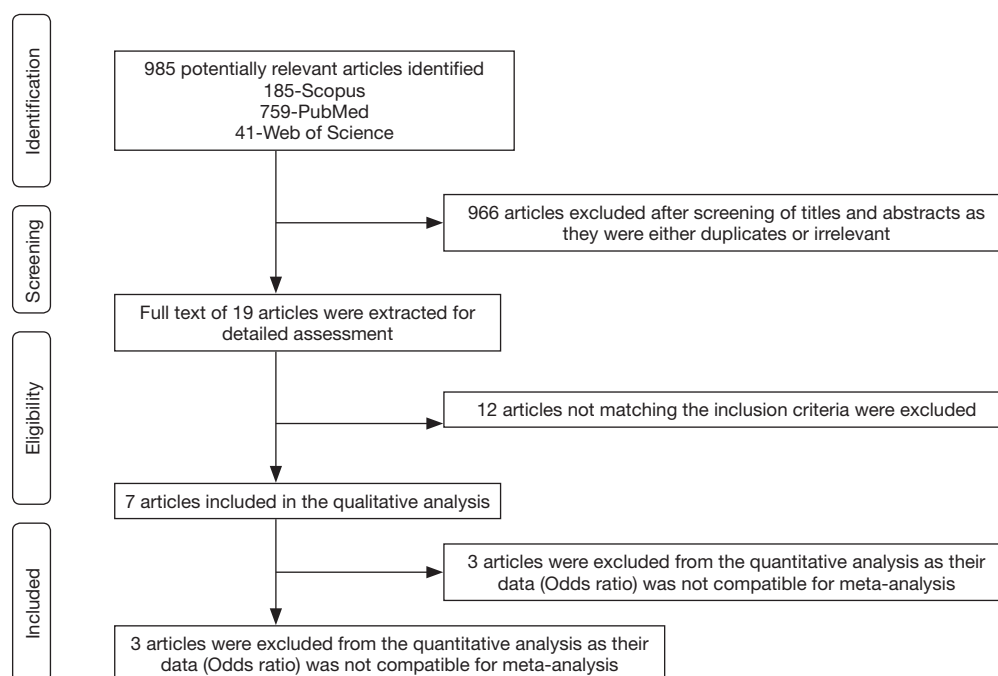 Identification
985 potentially relevant articles identified
185-Scopus
759-PubMed
41-Web of Science
966 articles excluded after screening of titles and abstracts as
they were either duplicates or irrelevant
Screening
Full text of 19 articles were extracted for
detailed assessment
Eligibility
12 articles not matching the inclusion criteria were excluded
7 articles included in the qualitative analysis
Included
3 articles were excluded from the quantitative analysis as their
data (Odds ratio) was not compatible for meta-analysis
3 articles were excluded from the quantitative analysis as their
data (Odds ratio) was not compatible for meta-analysis